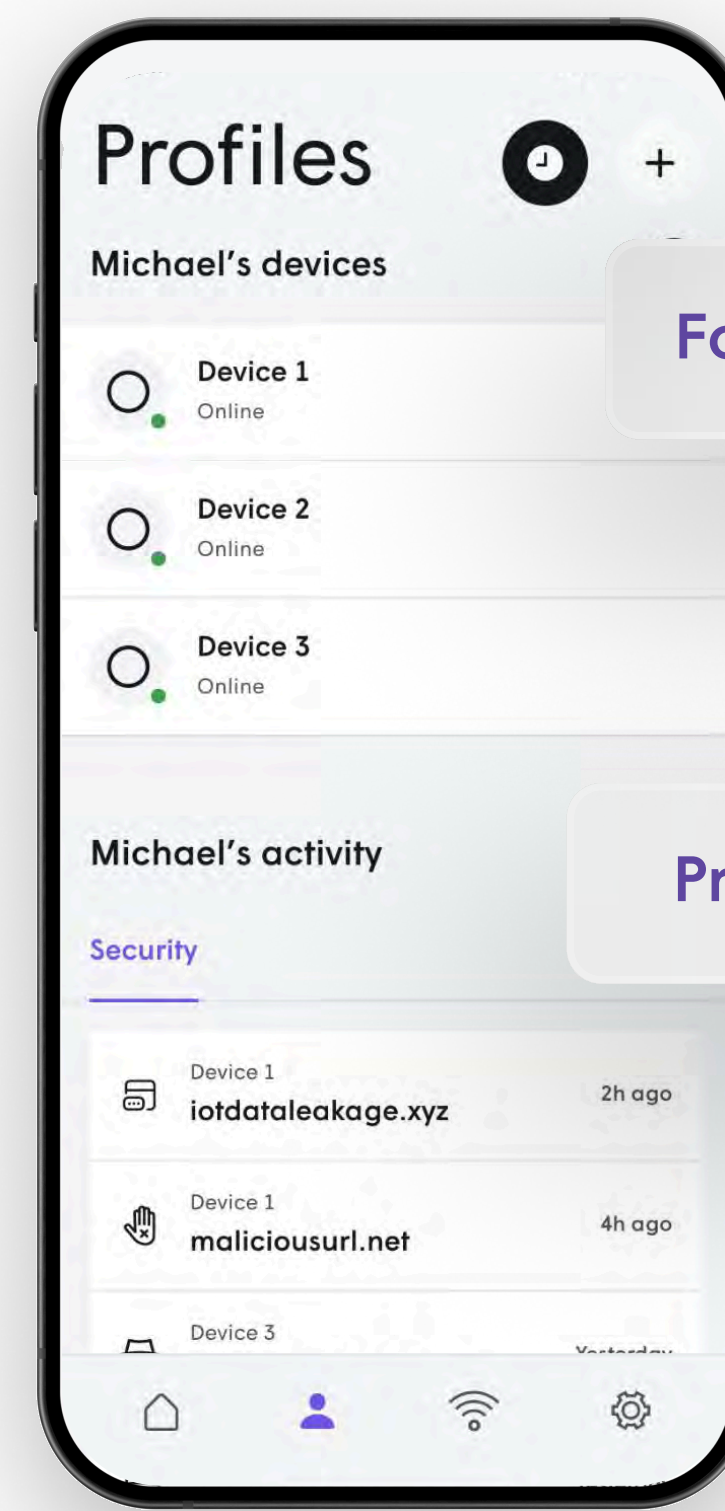 Profiles
Michael's devices
Fo
Device 1
Online
Device 2
Online
Device 3
Online
Michael's activity
Pr
Security
Device 1
iotdataleakage.xyz
2h ago
Device 1
maliciousurl.net
4h ago
Device 3
Yesterday